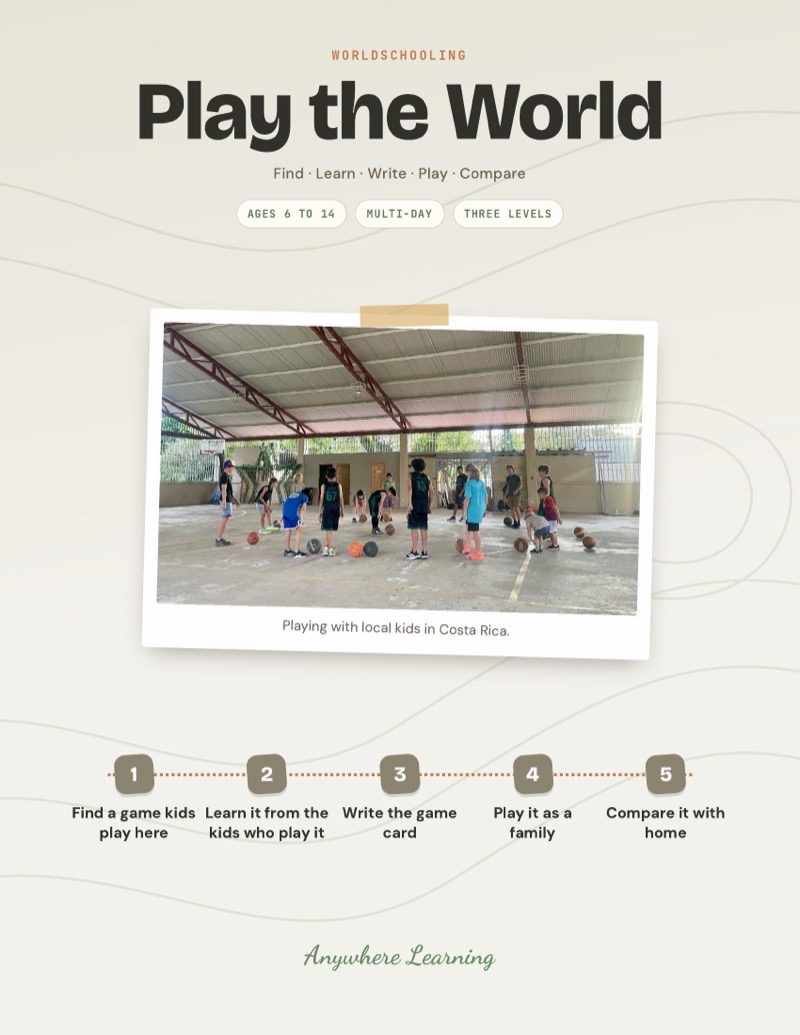 WORLDSCHOOLING
Play the World
Find · Learn · Write · Play · Compare
AGES 6 TO 14
MULTI-DAY
THREE LEVELS
Playing with local kids in Costa Rica.
1
Find a game kids
play here
2
Learn it from the
kids who play it
3
Write the game
card
4
Play it as a
family
5
Compare it with
home
Anywhere Learning